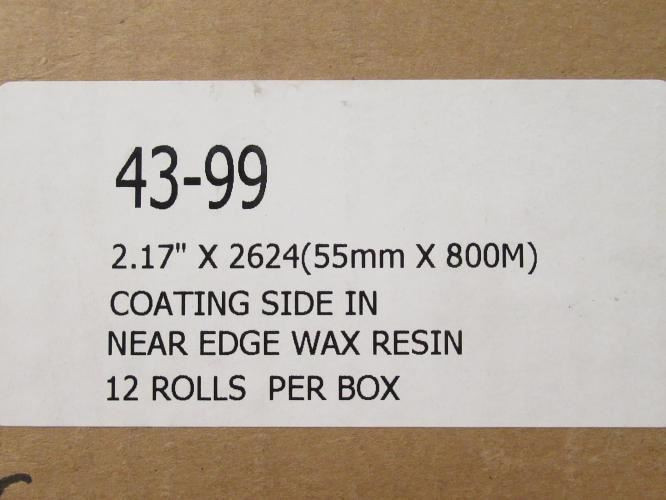 43-99
2.17" X 2624(55mm X 800M)
COATING SIDE IN
NEAR EDGE WAX RESIN
12 ROLLS  PER BOX